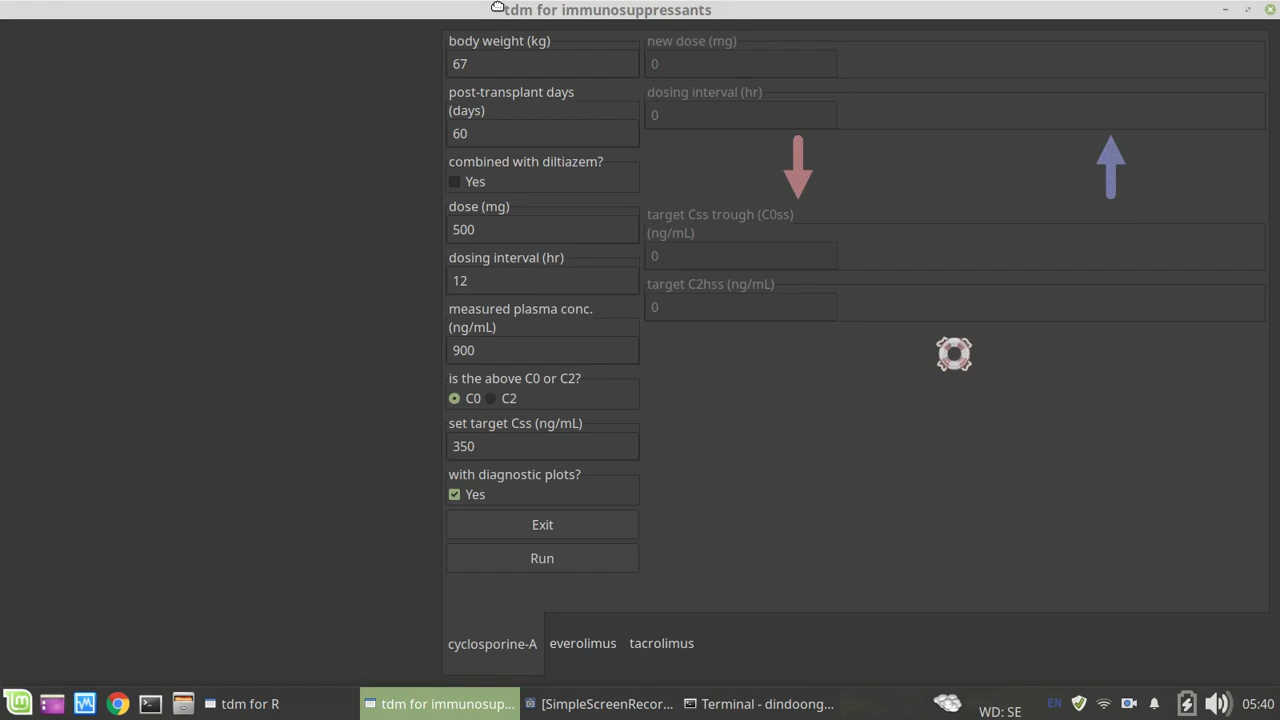 tdm for immunosuppressants
body weight (kg)
67
post-transplant days
(days)
60
combined with diltiazem?
Yes
dose (mg)
500
dosing interval (hr)
12
measured plasma conc.
(ng/mL)
900
is the above C0 or C2?
C0 C2
set target Css (ng/mL)
350
with diagnostic plots?
Yes
Exit
Run
new dose (mg)
0
dosing interval (hr)
0
target Css trough (C0ss)
(ng/mL)
0
target C2hss (ng/mL)
0
cyclosporine-A everolimus tacrolimus
tdm for R
tdm for immunosup...
[SimpleScreenRecor...
Terminal - dindoong...
WD: SE
EN
05:40